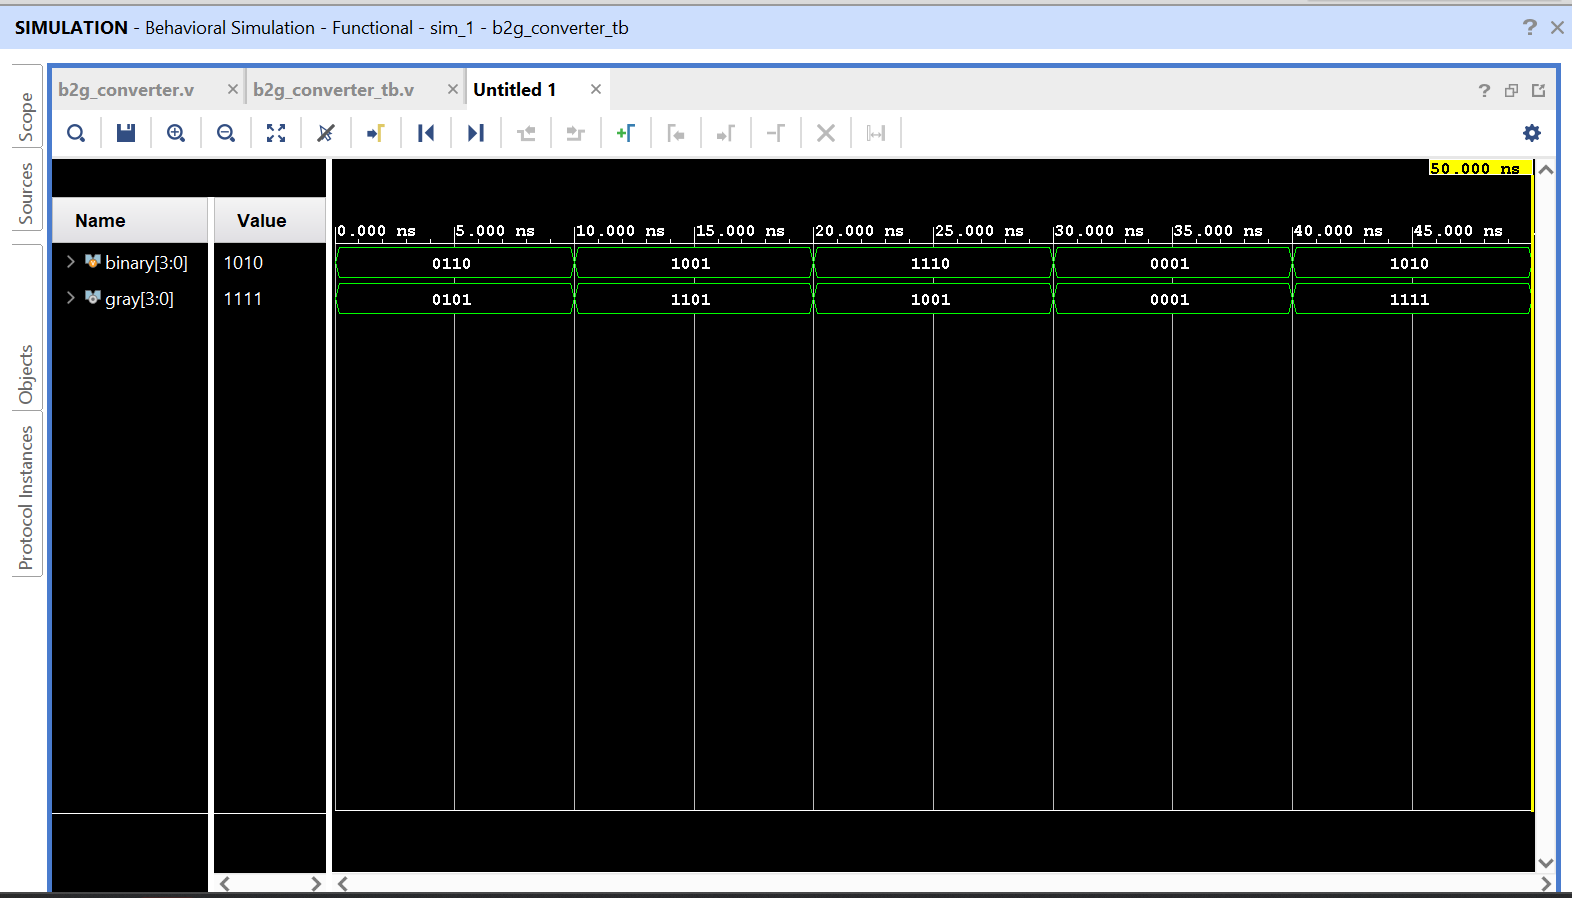 SIMULATION - Behavioral Simulation - Functional - sim_1 - b2g_converter_tb
Scope
Sources
Objects
Protocol Instances
b2g_converter.v
b2g_converter_tb.v
Untitled 1
50.000 ns
Name Value
0.000 ns 5.000 ns 10.000 ns 15.000 ns 20.000 ns 25.000 ns 30.000 ns 35.000 ns 40.000 ns 45.000 ns
binary[3:0] 1010 0110 1001 1110 0001 1010
gray[3:0] 1111 0101 1101 1001 0001 1111